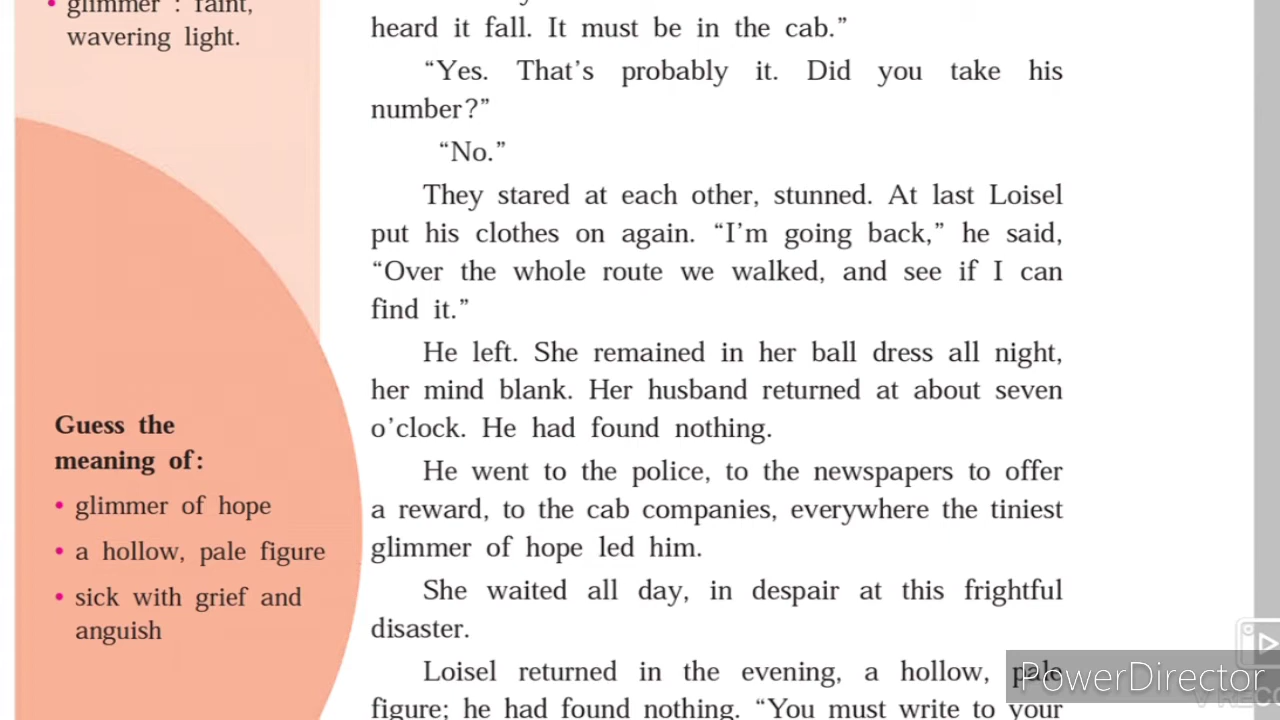 • glimmer : faint,
wavering light.
heard it fall. It must be in the cab.”
“Yes. That’s probably it. Did you take his
number?”
“No.”
They stared at each other, stunned. At last Loisel
put his clothes on again. “I’m going back,” he said,
“Over the whole route we walked, and see if I can
find it.”
He left. She remained in her ball dress all night,
her mind blank. Her husband returned at about seven
o’clock. He had found nothing.
Guess the
meaning of:
• glimmer of hope
• a hollow, pale figure
• sick with grief and
anguish
He went to the police, to the newspapers to offer
a reward, to the cab companies, everywhere the tiniest
glimmer of hope led him.
She waited all day, in despair at this frightful
disaster.
Loisel returned in the evening, a hollow, pale
figure; he had found nothing. “You must write to your
PowerDirector